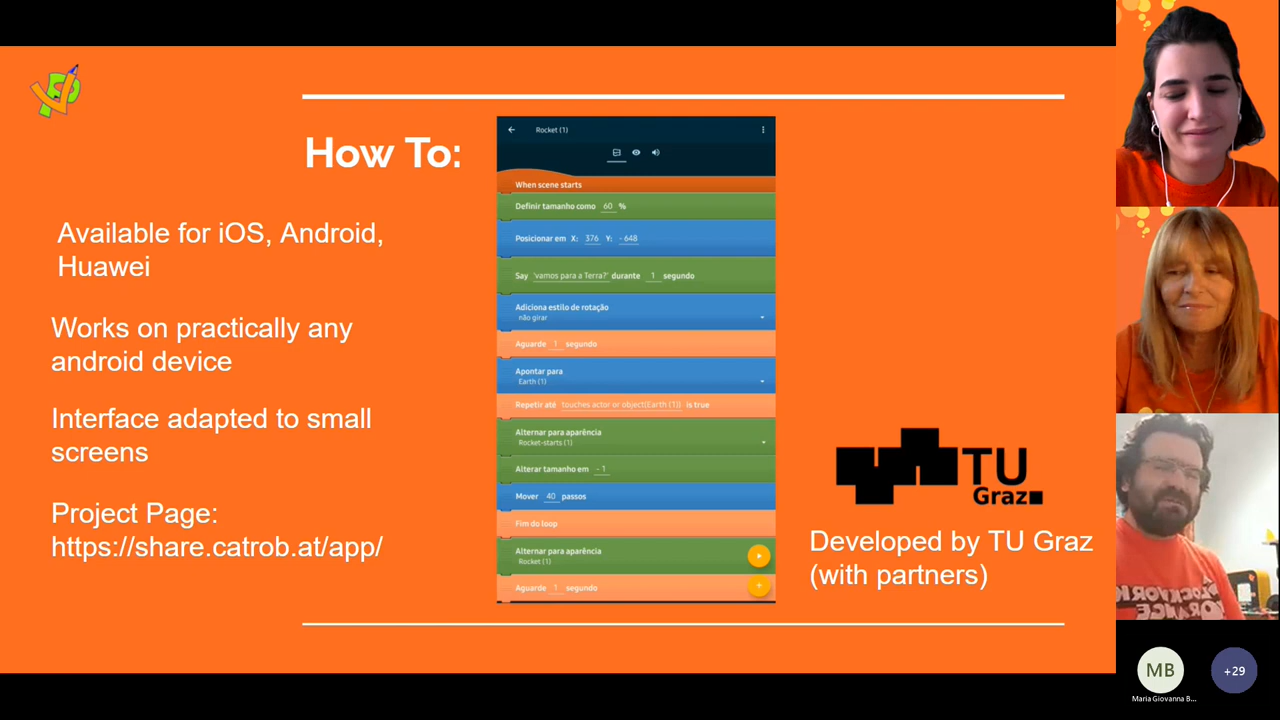 How To:
Available for iOS, Android,
Huawei
Works on practically any
android device
Interface adapted to small
screens
Project Page:
https://share.catrob.at/app/
Rocket (1)
When scene starts
Definir tamanho como 60 %
Posicionar em X: 376 Y: -648
Say 'vamos para a Terra?' durante 1 segundo
Adiciona estilo de rotação
não girar
Aguarde 1 segundo
Apontar para
Earth (1)
Repetir até touches actor or object(Earth (1)) is true
Alternar para aparência
Rocket-starts (1)
Alterar tamanho em -1
Mover 40 passos
Fim do loop
Alternar para aparência
Rocket (1)
Aguarde 1 segundo
TU
Graz
Developed by TU Graz
(with partners)
CLOCKWORK
ORANGE
MB
+29
Maria Giovanna B...